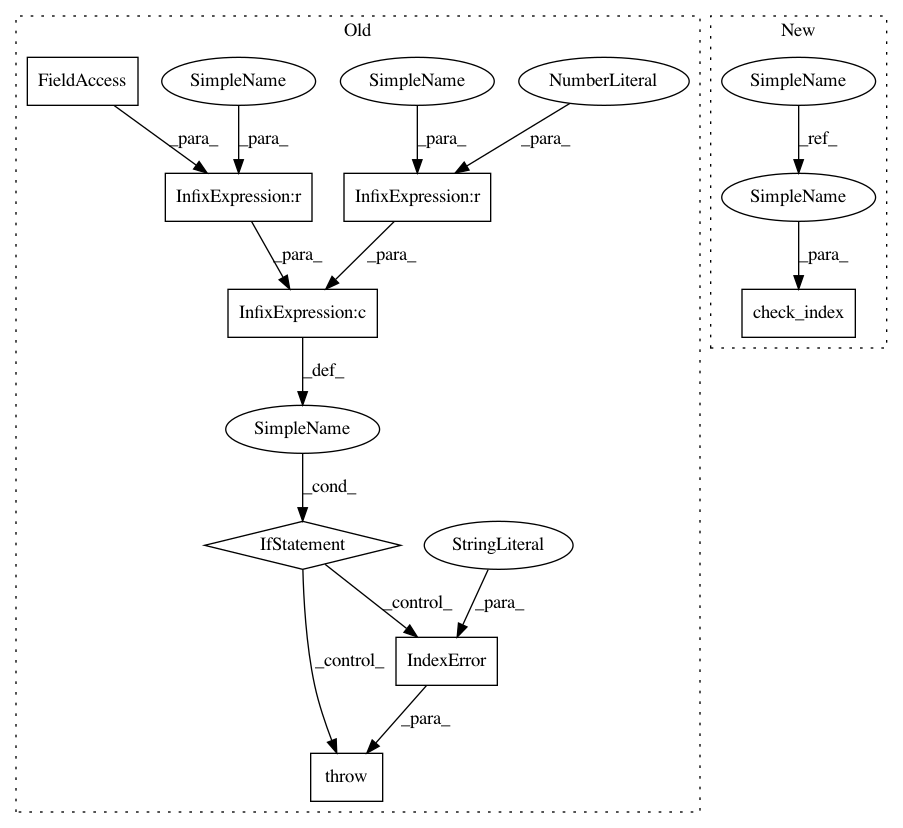 Old
New
FieldAccess
SimpleName
SimpleName
NumberLiteral
SimpleName
_para_
_para_
_para_
_para_
_ref_
InfixExpression:r
InfixExpression:r
SimpleName
_para_
_para_
_para_
InfixExpression:c
check_index
_def_
SimpleName
_cond_
IfStatement
StringLiteral
_control_
_para_
_control_
IndexError
_para_
throw